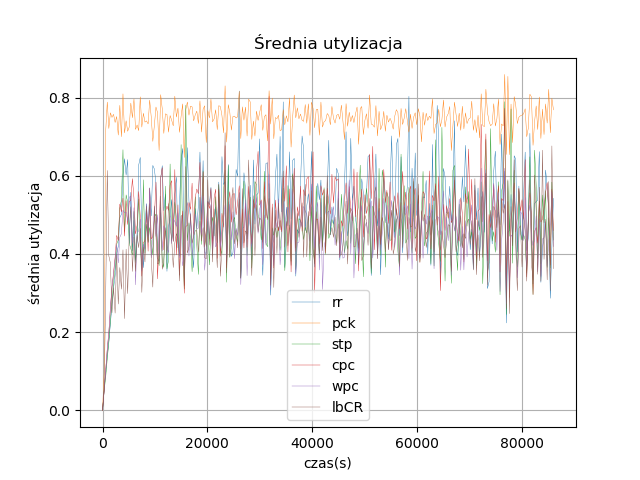 Średnia utylizacja
0.8
0.6
0.4
0.2
0.0
średnia utylizacja
rr
pck
stp
cpc
wpc
lbCR
0
20000
40000
60000
80000
czas(s)